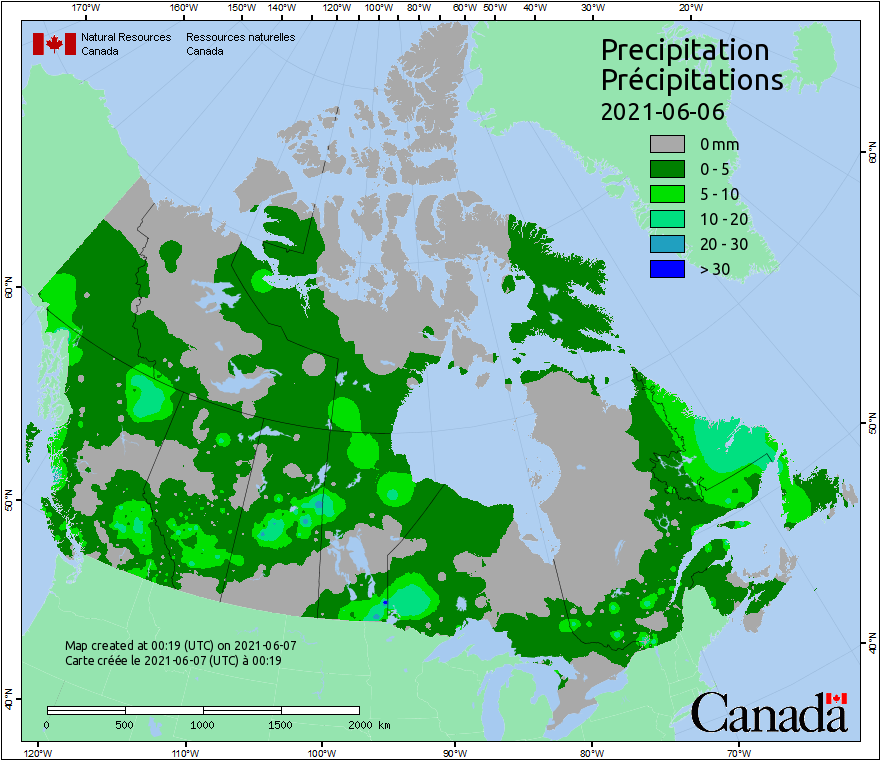 170°W 160°W 150°W 140°W 120°W 100°W 80°W 60°W 50°W 40°W 30°W 20°W
Natural Resources Ressources naturelles
Canada Canada
Precipitation
Précipitations
2021-06-06
0 mm
0 - 5
5 - 10
10 - 20
20 - 30
> 30
60°N
60°N
50°N
50°N
40°N
40°N
Map created at 00:19 (UTC) on 2021-06-07
Carte créée le 2021-06-07 (UTC) à 00:19
0 500 1000 1500 2000 km
Canada
120°W 110°W 100°W 90°W 80°W 70°W